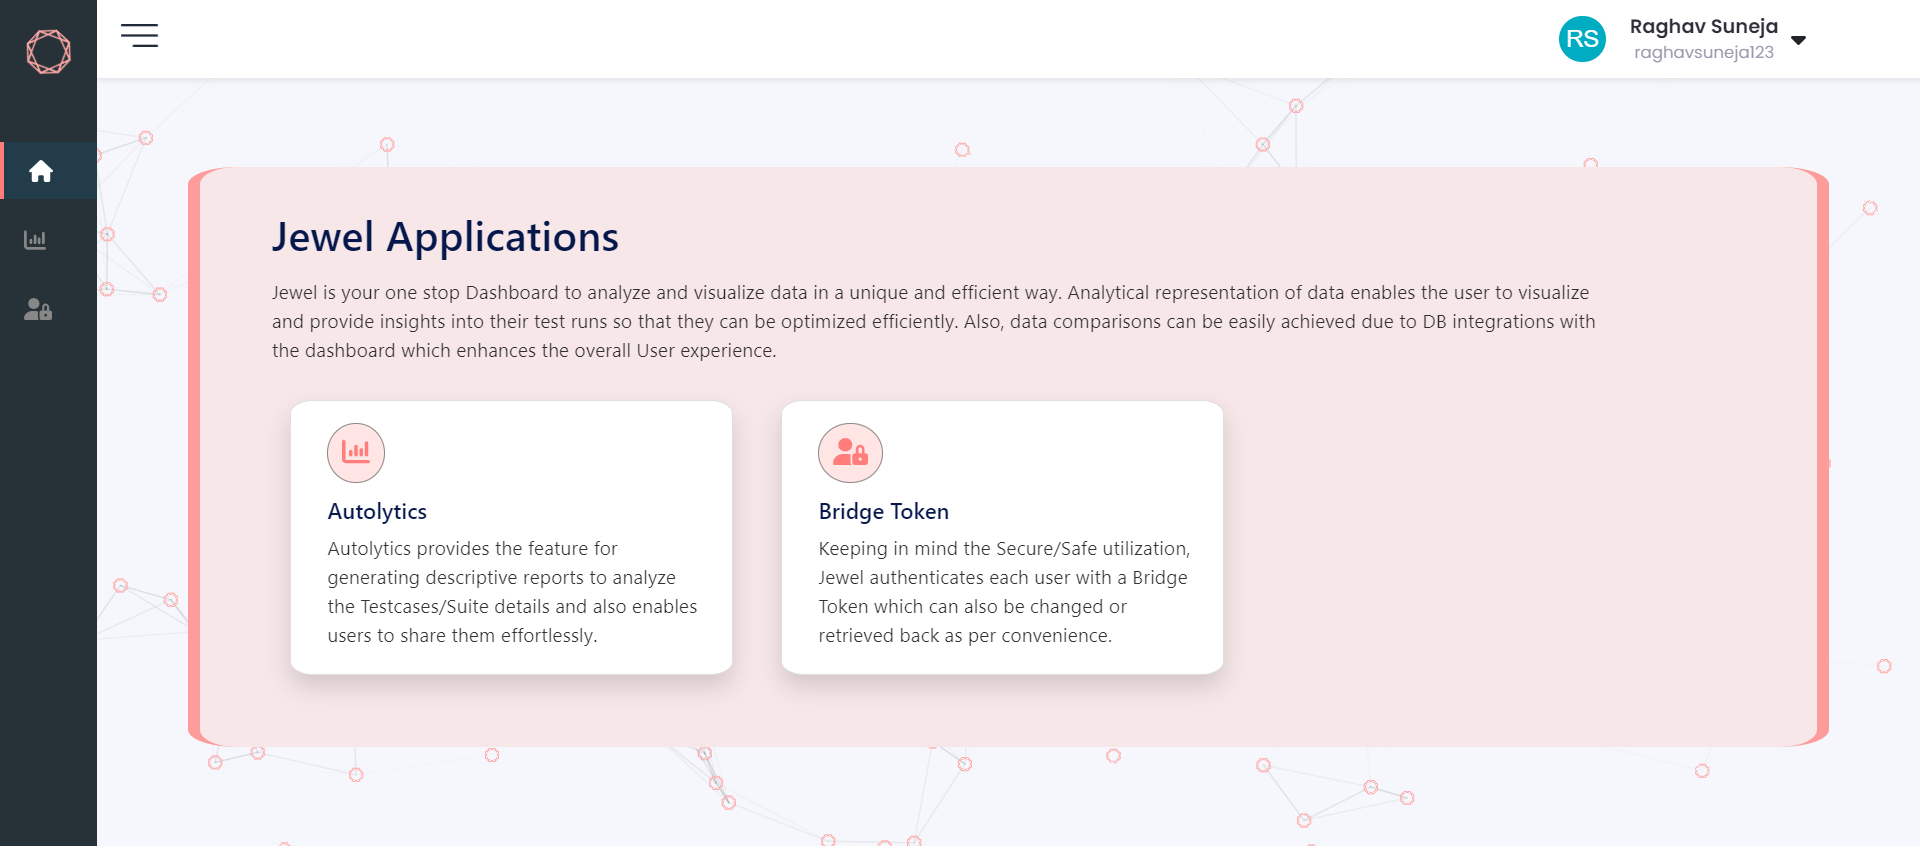 RS
Raghav Suneja
raghavsuneja123
Jewel Applications
Jewel is your one stop Dashboard to analyze and visualize data in a unique and efficient way. Analytical representation of data enables the user to visualize
and provide insights into their test runs so that they can be optimized efficiently. Also, data comparisons can be easily achieved due to DB integrations with
the dashboard which enhances the overall User experience.
Autolytics
Autolytics provides the feature for
generating descriptive reports to analyze
the Testcases/Suite details and also enables
users to share them effortlessly.
Bridge Token
Keeping in mind the Secure/Safe utilization,
Jewel authenticates each user with a Bridge
Token which can also be changed or
retrieved back as per convenience.